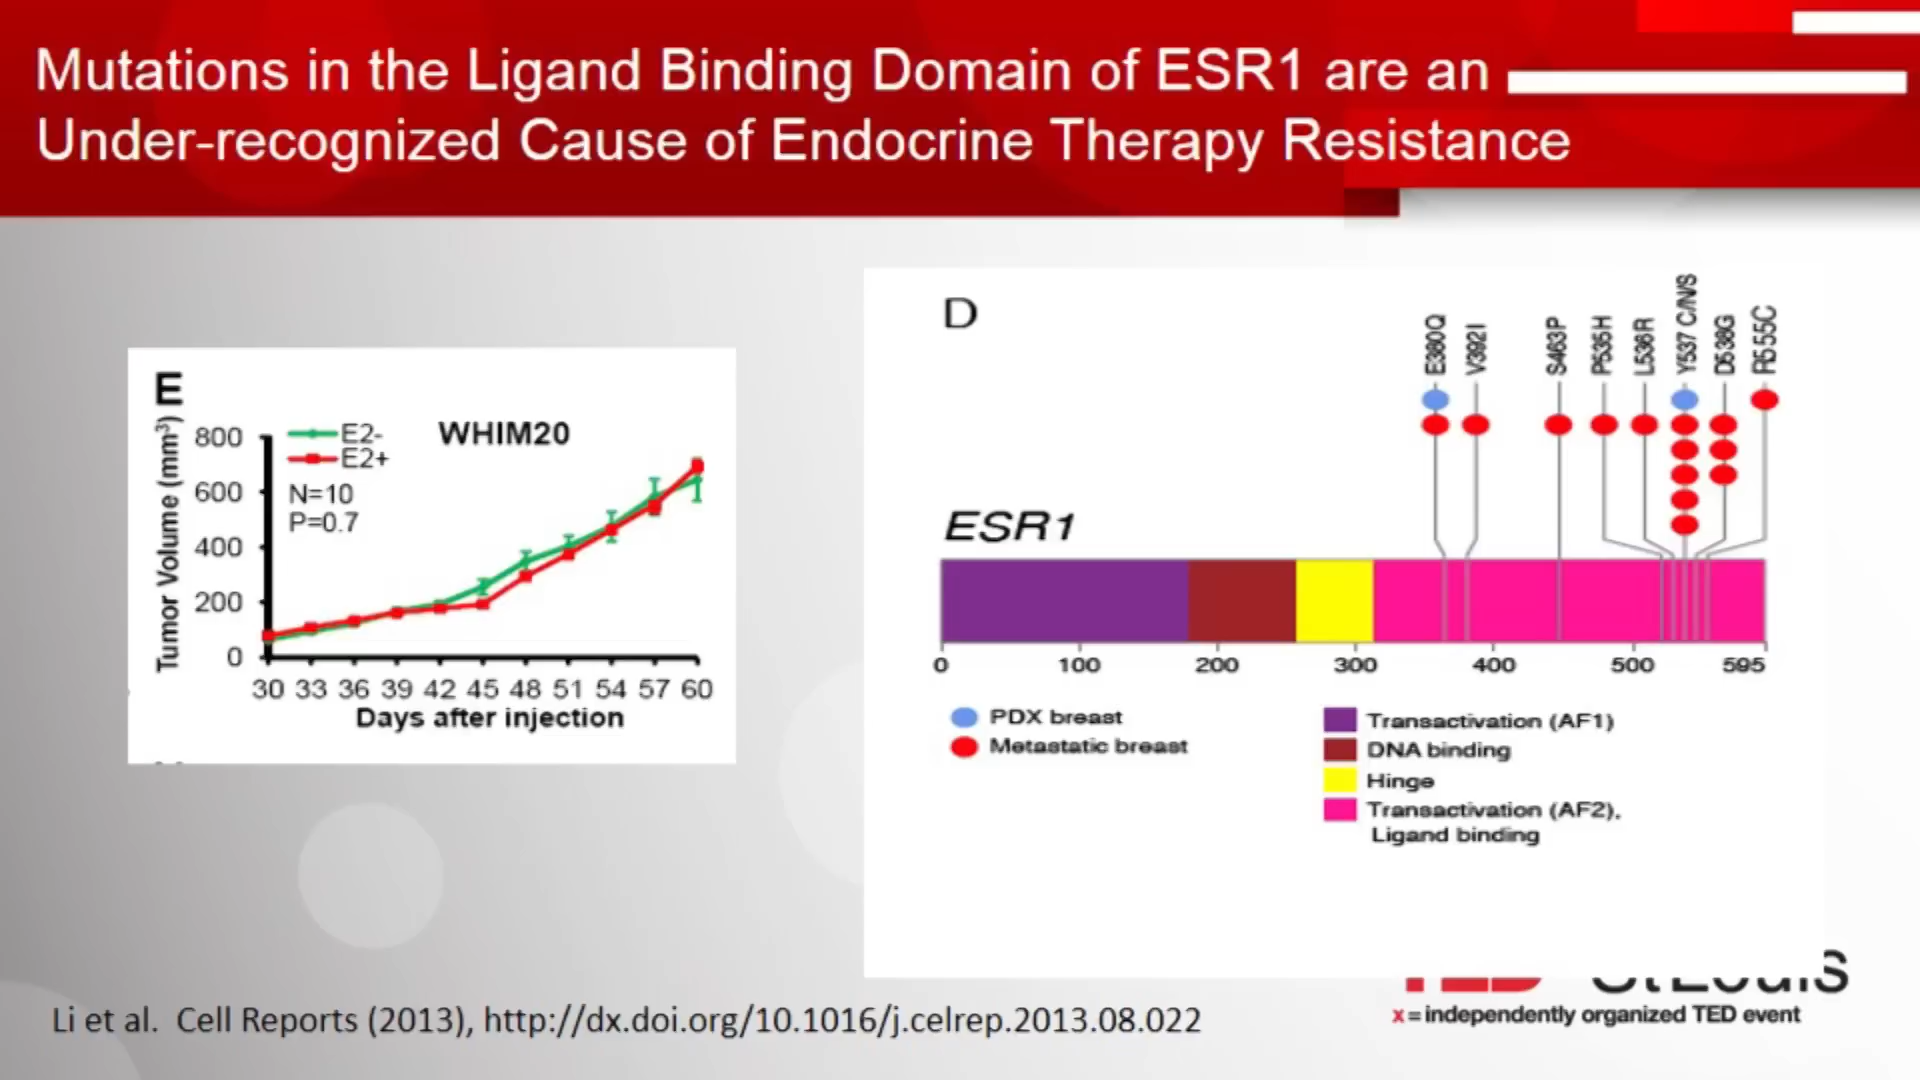 Mutations in the Ligand Binding Domain of ESR1 are an
Under-recognized Cause of Endocrine Therapy Resistance
E
WHIM20
E2-
E2+
N=10
P=0.7
Tumor Volume (mm³)
800
600
400
200
0
30 33 36 39 42 45 48 51 54 57 60
Days after injection
D
E380Q
V392I
S463P
P535H
L536R
Y537 C/N/S
D538G
R555C
ESR1
0 100 200 300 400 500 595
PDX breast
Metastatic breast
Transactivation (AF1)
DNA binding
Hinge
Transactivation (AF2),
Ligand binding
Li et al. Cell Reports (2013), http://dx.doi.org/10.1016/j.celrep.2013.08.022
TED StLouis
x = independently organized TED event